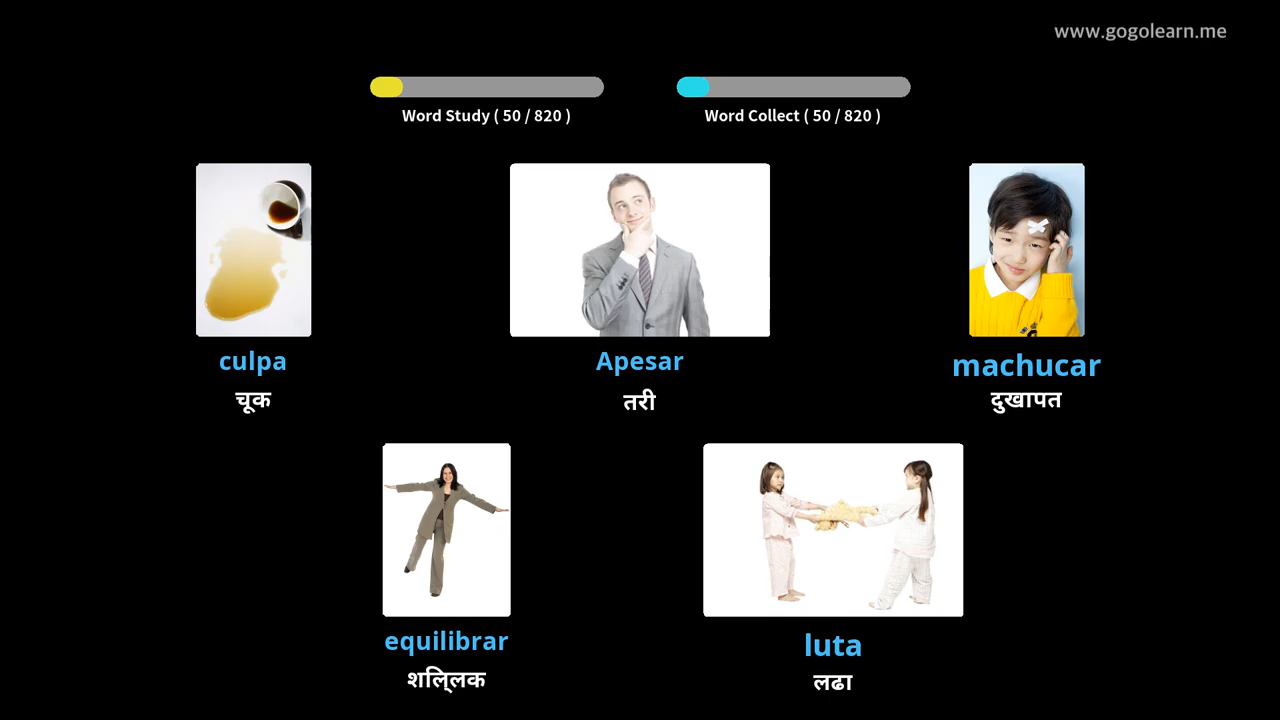 www.gogolearn.me
Word Study ( 50 / 820 )
Word Collect ( 50 / 820 )
culpa
चूक
Apesar
तरी
machucar
दुखापत
equilibrar
शिल्लिक
luta
लढा